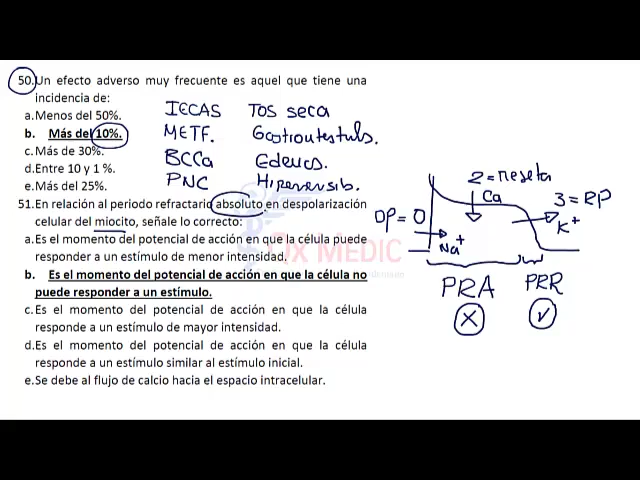 50. Un efecto adverso muy frecuente es aquel que tiene una
incidencia de:
a. Menos del 50%.
b. Más del 10%.
c. Más de 30%.
d. Entre 10 y 1 %.
e. Más del 25%.
IECAS Tos seca
METF.
BCCa Edemas.
PNC Hipersensib.
51. En relación al periodo refractario absoluto en despolarización
celular del miocito, señale lo correcto:
a. Es el momento del potencial de acción en que la célula puede
responder a un estímulo de menor intensidad.
b. Es el momento del potencial de acción en que la célula no
puede responder a un estímulo.
c. Es el momento del potencial de acción en que la célula
responde a un estímulo de mayor intensidad.
d. Es el momento del potencial de acción en que la célula
responde a un estímulo similar al estímulo inicial.
e. Se debe al flujo de calcio hacia el espacio intracelular.
2 = meseta
Ca
3 = RP
DP = 0
K+
Na+
PRA PRR
X ✓
Qx MEDIC